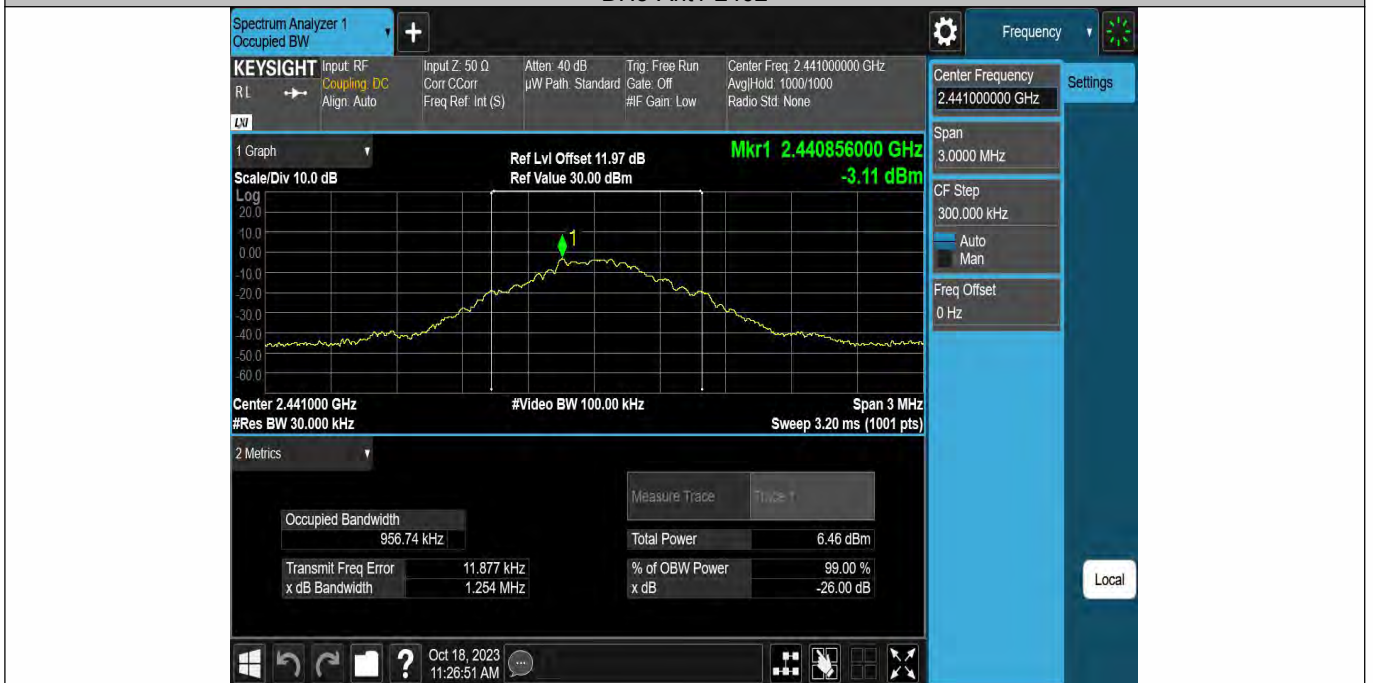 Spectrum Analyzer 1
Occupied BW
+
Frequency
KEYSIGHT
RL
LXI
Input: RF
Coupling: DC
Align: Auto
Input Z: 50 Ω
Corr CCorr
Freq Ref: Int (S)
Atten: 40 dB
µW Path: Standard
Trig: Free Run
Gate: Off
#IF Gain: Low
Center Freq: 2.441000000 GHz
Avg|Hold: 1000/1000
Radio Std: None
Center Frequency
2.441000000 GHz
Settings
Span
3.0000 MHz
CF Step
300.000 kHz
Auto
Man
Freq Offset
0 Hz
Local
1 Graph
Scale/Div 10.0 dB
Ref Lvl Offset 11.97 dB
Ref Value 30.00 dBm
Mkr1 2.440856000 GHz
-3.11 dBm
Log
20.0
10.0
0.00
-10.0
-20.0
-30.0
-40.0
-50.0
-60.0
1
Center 2.441000 GHz
#Video BW 100.00 kHz
Span 3 MHz
#Res BW 30.000 kHz
Sweep 3.20 ms (1001 pts)
2 Metrics
Measure Trace
Trace 1
Occupied Bandwidth
956.74 kHz
Total Power
6.46 dBm
Transmit Freq Error
11.877 kHz
% of OBW Power
99.00 %
x dB Bandwidth
1.254 MHz
x dB
-26.00 dB
?
Oct 18, 2023
11:26:51 AM